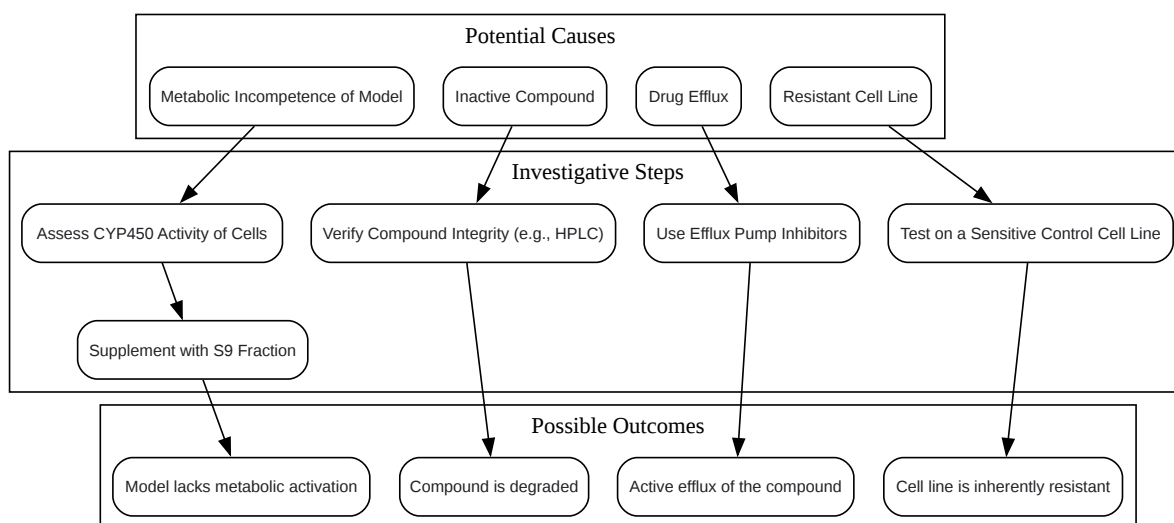 Potential Causes
Metabolic Incompetence of Model
Inactive Compound
Drug Efflux
Resistant Cell Line
Investigative Steps
Assess CYP450 Activity of Cells
Verify Compound Integrity (e.g., HPLC)
Use Efflux Pump Inhibitors
Test on a Sensitive Control Cell Line
Supplement with S9 Fraction
Possible Outcomes
Model lacks metabolic activation
Compound is degraded
Active efflux of the compound
Cell line is inherently resistant